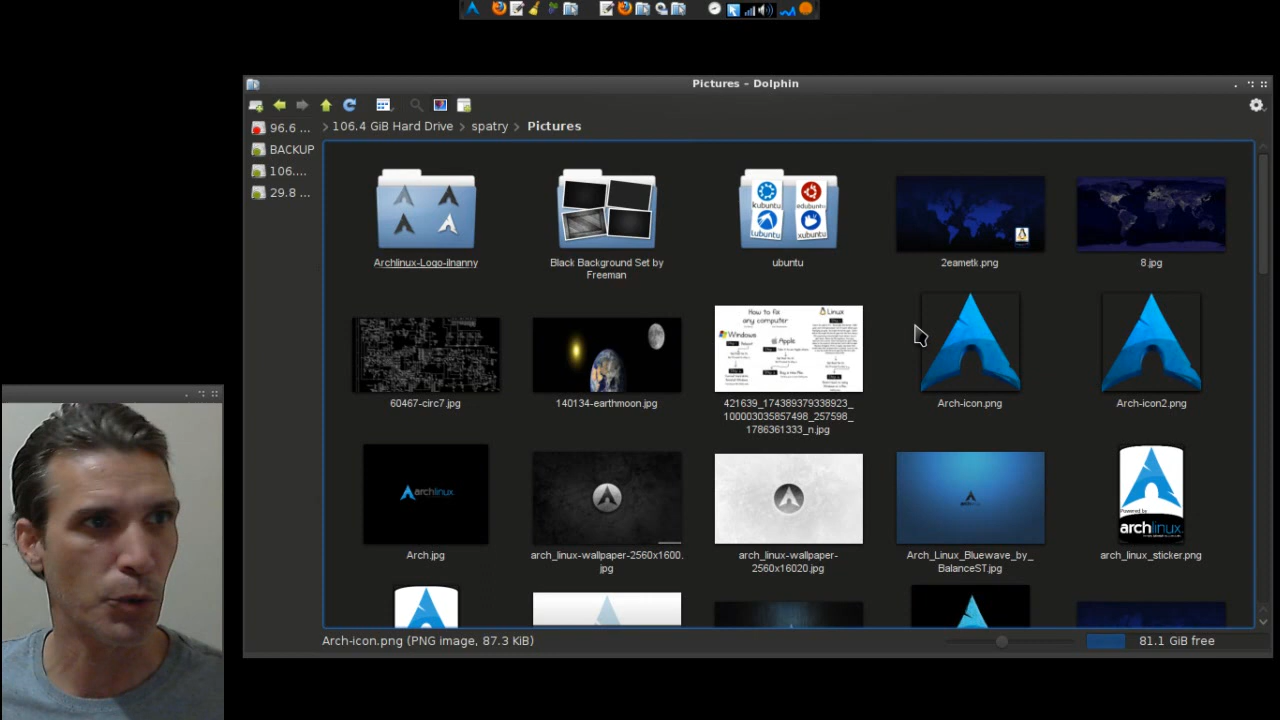 Pictures – Dolphin
96.6 ...
BACKUP
106....
29.8 ...
> 106.4 GiB Hard Drive > spatry > Pictures
kubuntu
edubuntu
lubuntu
xubuntu
Archlinux-Logo-ilnanny
Black Background Set by
Freeman
ubuntu
2eametk.png
8.jpg
How to fix
any computer
Windows
Apple
Linux
60467-circ7.jpg
140134-earthmoon.jpg
421639_174389379338923_
100003035857498_257598_
1786361333_n.jpg
Arch-icon.png
Arch-icon2.png
archlinux
Powered by
archlinux
Arch.jpg
arch_linux-wallpaper-2560x1600.
jpg
arch_linux-wallpaper-
2560x16020.jpg
Arch_Linux_Bluewave_by_
BalanceST.jpg
arch_linux_sticker.png
Arch-icon.png (PNG image, 87.3 KiB)
81.1 GiB free